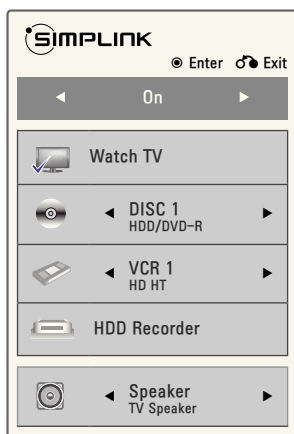 SIMPLINK
◉ Enter Exit
◀ On ▶
Watch TV
◀ DISC 1 ▶
HDD/DVD-R
◀ VCR 1 ▶
HD HT
HDD Recorder
◀ Speaker ▶
TV Speaker